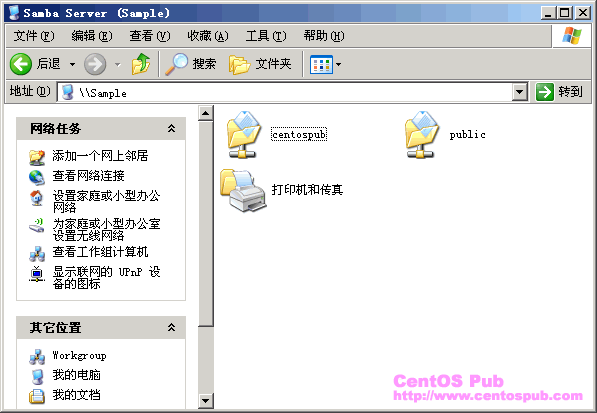 Samba Server (Sample)
文件(F) 编辑(E) 查看(V) 收藏(A) 工具(T) 帮助(H)
后退 搜索 文件夹
地址(D) \\Sample 转到
网络任务
添加一个网上邻居
查看网络连接
设置家庭或小型办公
网络
为家庭或小型办公室
设置无线网络
查看工作组计算机
显示联网的 UPnP 设
备的图标
其它位置
Workgroup
我的电脑
我的文档
centospub public
打印机和传真
CentOS Pub
http://www.centospub.com